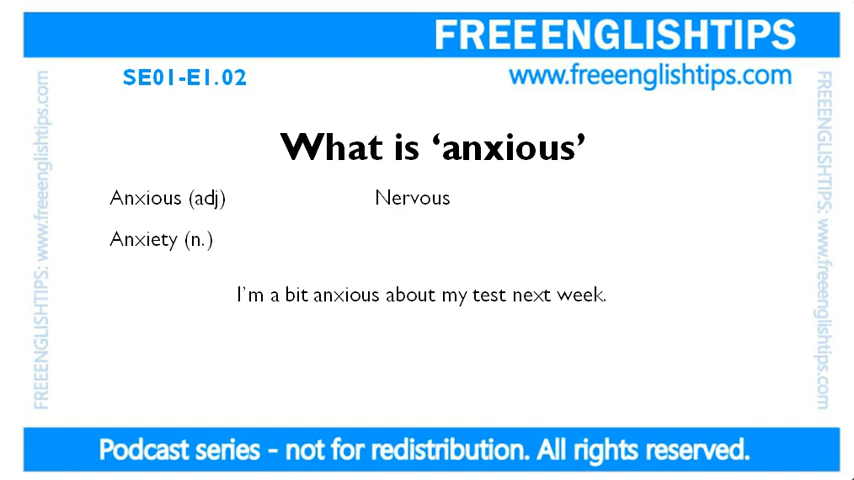 FREEENGLISHTIPS
SE01-E1.02
www.freeenglishtips.com
What is ‘anxious’
Anxious (adj) Nervous
Anxiety (n.)
I’m a bit anxious about my test next week.
FREEENGLISHTIPS: www.freeenglishtips.com
FREEENGLISHTIPS: www.freeenglishtips.com
Podcast series - not for redistribution. All rights reserved.